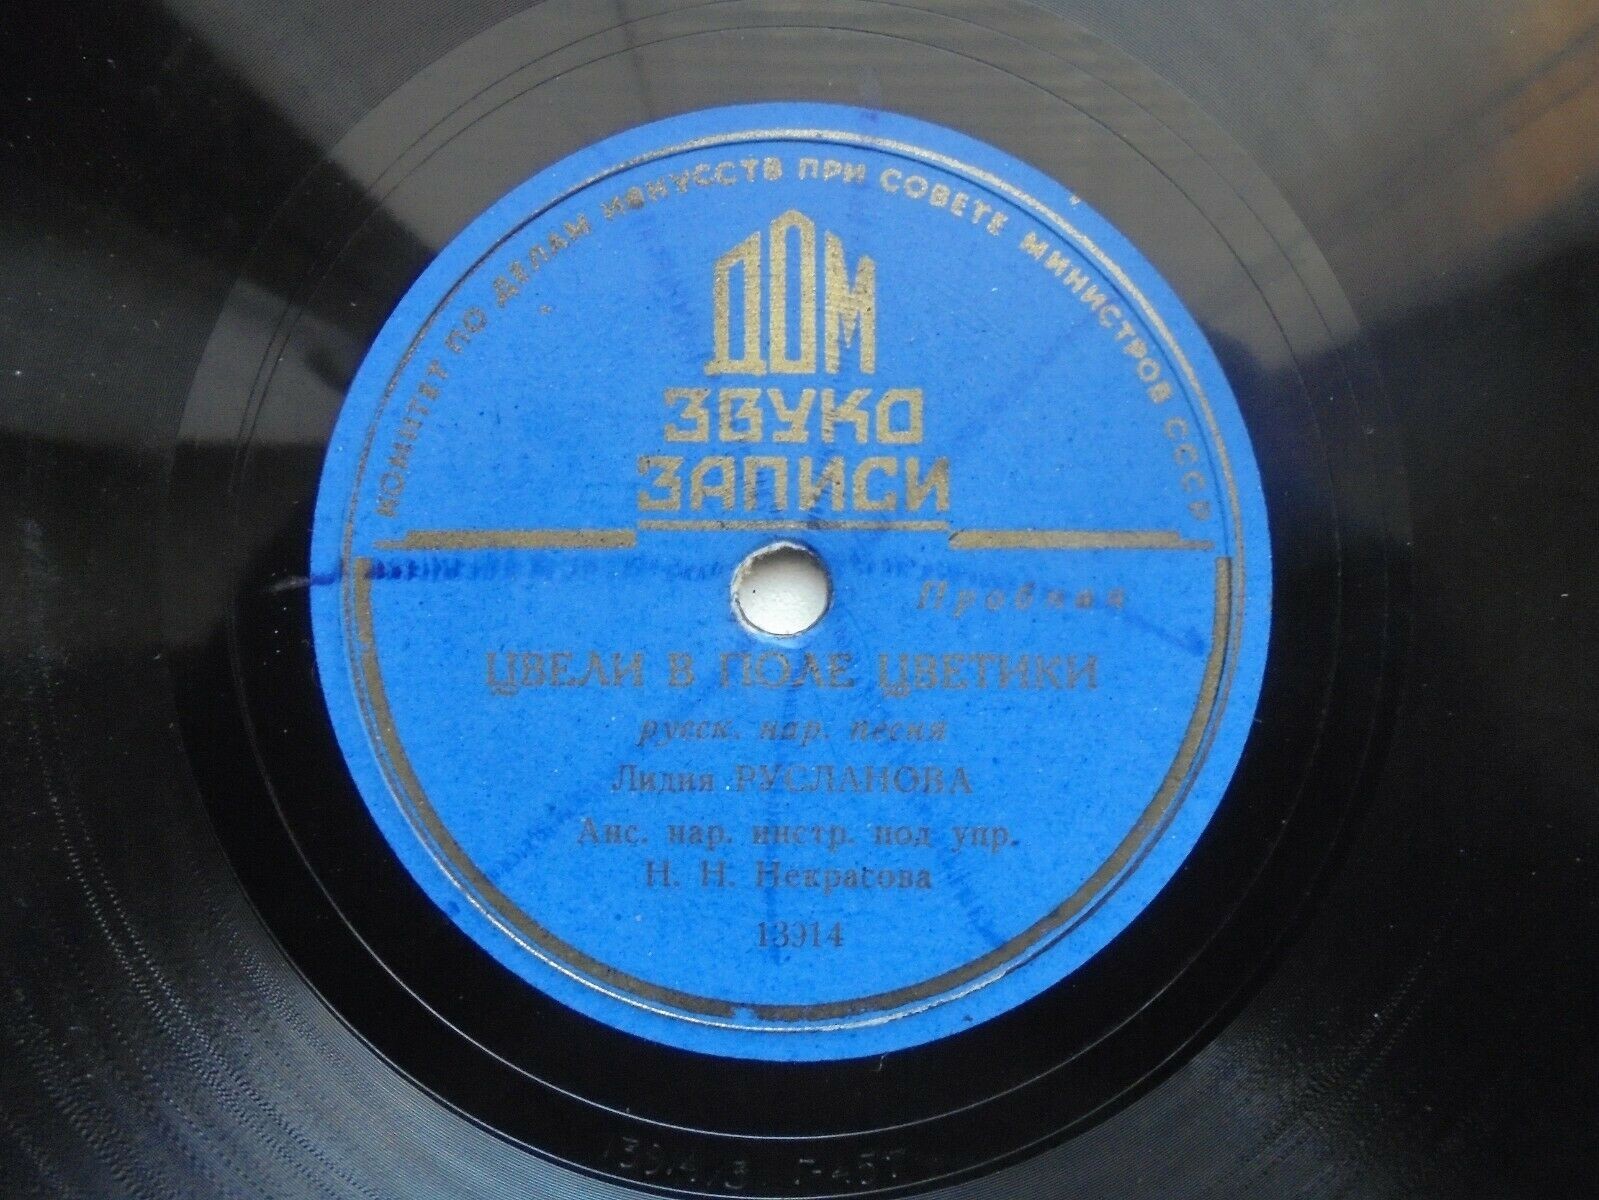 КОМИТЕТ ПО ДЕЛАМ ИСКУССТВ ПРИ СОВЕТЕ МИНИСТРОВ СССР
ДОМ
ЗВУКО
ЗАПИСИ
Пробная
ЦВЕЛИ В ПОЛЕ ЦВЕТИКИ
русск. нар. песня
Лидия РУСЛАНОВА
Анс. нар. инстр. под упр.
Н. Н. Некрасова
13914